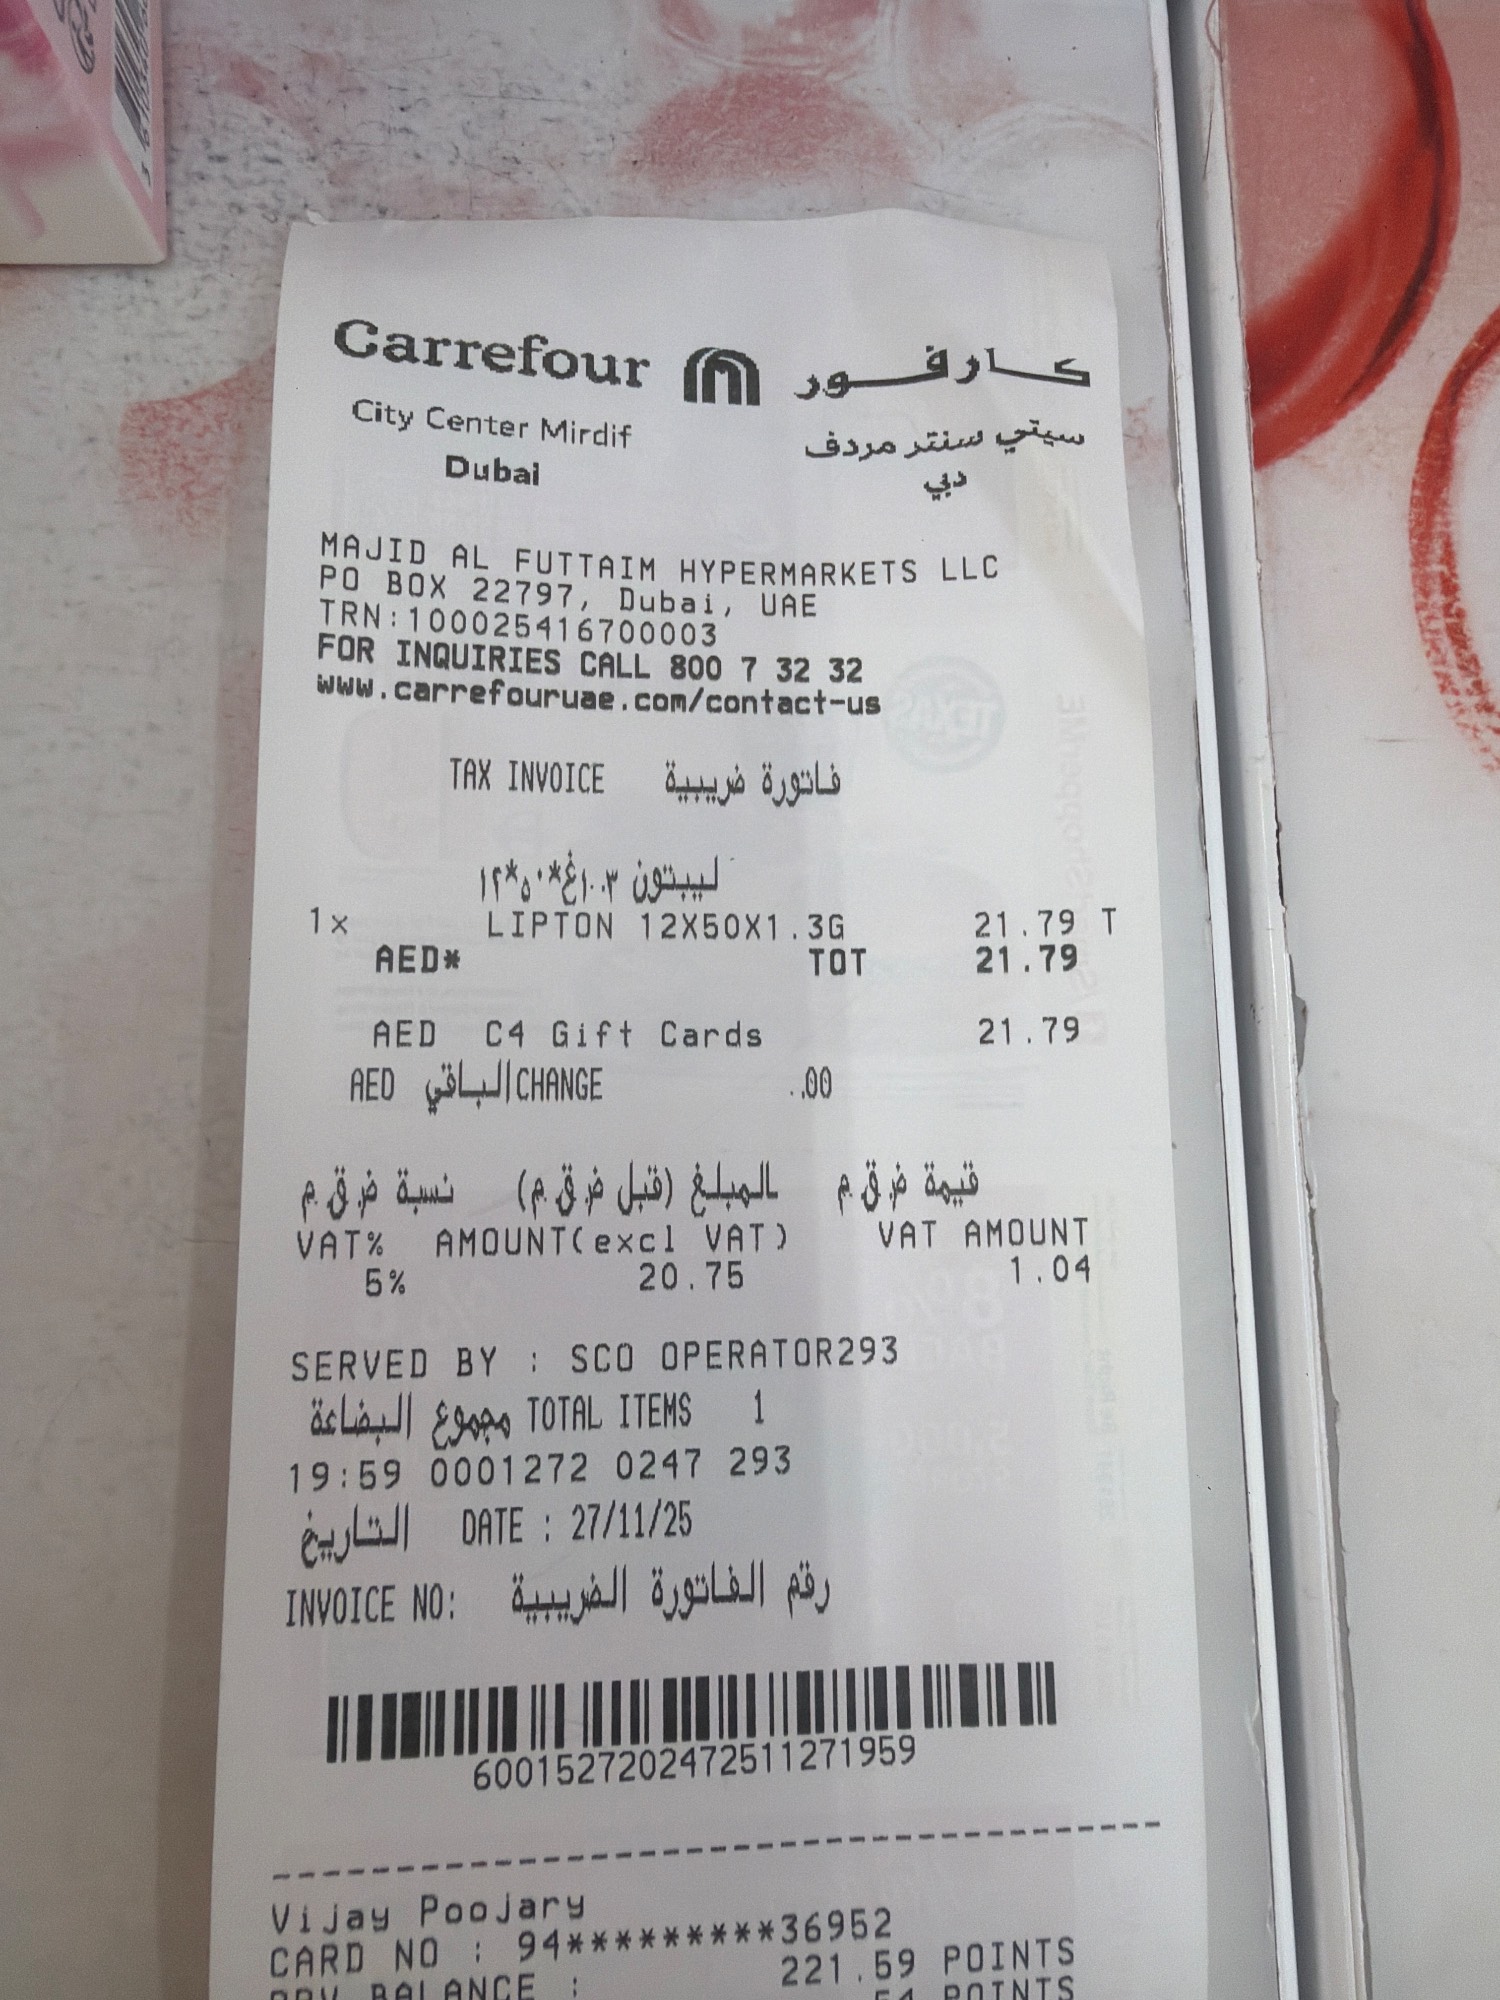 Carrefour كارفور
City Center Mirdif سيتي سنتر مردف
Dubai دبي
MAJID AL FUTTAIM HYPERMARKETS LLC
PO BOX 22797, Dubai, UAE
TRN:100025416700003
FOR INQUIRIES CALL 800 7 32 32
www.carrefouruae.com/contact-us
TAX INVOICE فاتورة ضريبية
ليبتون ١٠٠٣غ*٥٠*١٢
1x LIPTON 12X50X1.3G 21.79 T
AED* TOT 21.79
AED C4 Gift Cards 21.79
AED الباقي CHANGE .00
نسبة ض.ق.م المبلغ (قبل ض.ق.م) قيمة ض.ق.م
VAT% AMOUNT(excl VAT) VAT AMOUNT
5% 20.75 1.04
SERVED BY : SCO OPERATOR293
مجموع البضاعة TOTAL ITEMS 1
19:59 0001272 0247 293
التاريخ DATE : 27/11/25
INVOICE NO: رقم الفاتورة الضريبية
6001527202472511271959
Vijay Poojary
CARD NO : 94*********36952
221.59 POINTS
BALANCE : POINTS